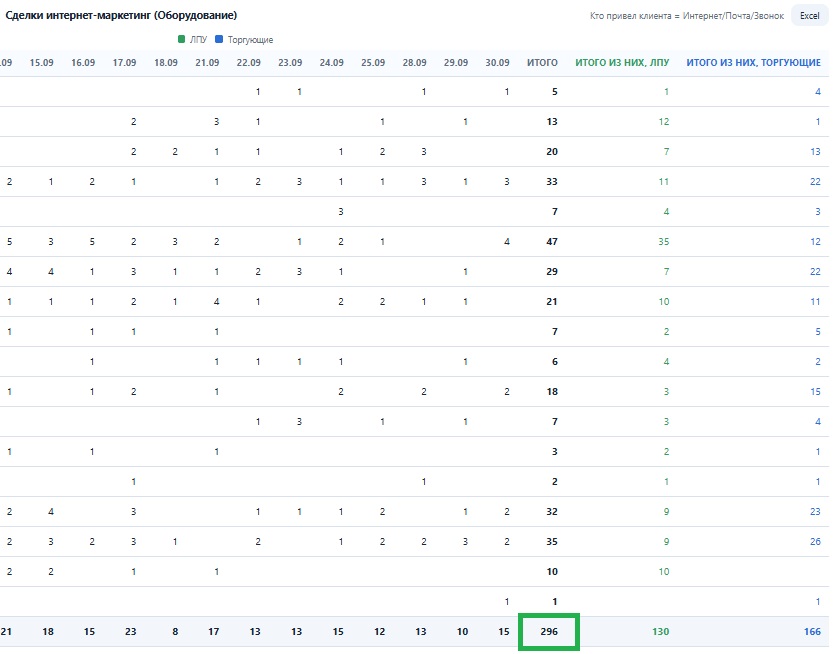 Сделки интернет-маркетинг (Оборудование)
Кто привел клиента = Интернет/Почта/Звонок Excel
ЛПУ Торгующие
.09 15.09 16.09 17.09 18.09 21.09 22.09 23.09 24.09 25.09 28.09 29.09 30.09 ИТОГО ИТОГО ИЗ НИХ, ЛПУ ИТОГО ИЗ НИХ, ТОРГУЮЩИЕ
1 1 1 1 5 1 4
2 3 1 1 1 13 12 1
2 2 1 1 1 2 3 20 7 13
2 1 2 1 1 2 3 1 1 3 1 3 33 11 22
3 7 4 3
5 3 5 2 3 2 1 2 1 4 47 35 12
4 4 1 3 1 1 2 3 1 1 29 7 22
1 1 1 2 1 4 1 2 2 1 1 21 10 11
1 1 1 1 7 2 5
1 1 1 1 1 1 6 4 2
1 1 2 1 2 2 2 18 3 15
1 3 1 1 7 3 4
1 1 1 3 2 1
1 1 2 1 1
2 4 3 1 1 1 2 1 2 32 9 23
2 3 2 3 1 2 1 2 2 3 2 35 9 26
2 2 1 1 10 10
1 1 1
21 18 15 23 8 17 13 13 15 12 13 10 15 296 130 166